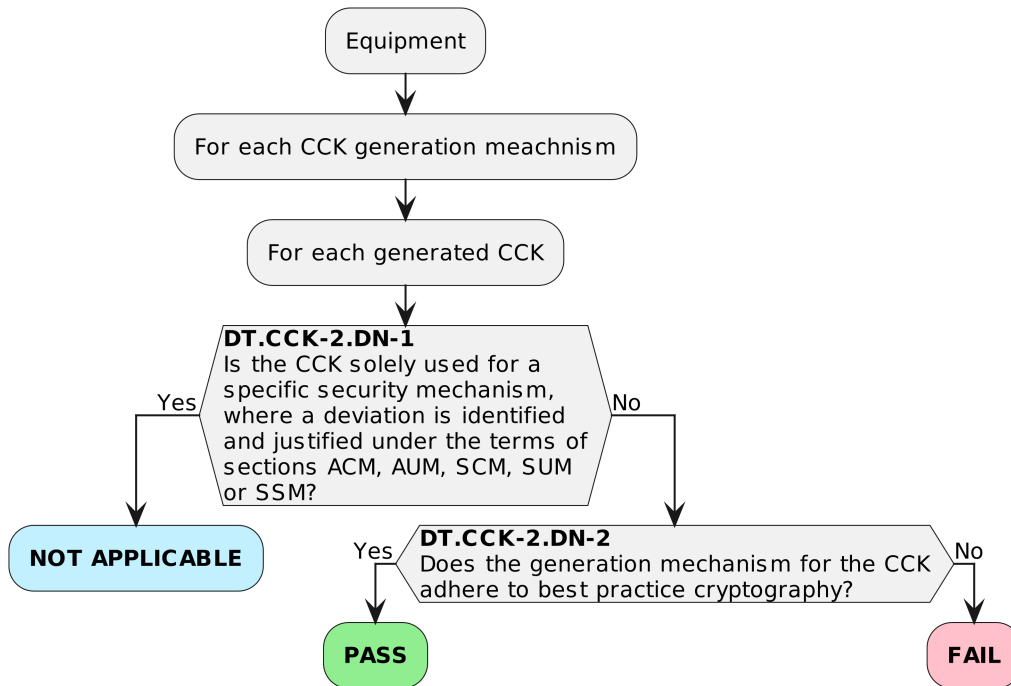 Equipment
For each CCK generation meachnism
For each generated CCK
DT.CCK-2.DN-1
Is the CCK solely used for a
specific security mechanism,
where a deviation is identified
and justified under the terms of
sections ACM, AUM, SCM, SUM
or SSM?
Yes
No
NOT APPLICABLE
DT.CCK-2.DN-2
Does the generation mechanism for the CCK
adhere to best practice cryptography?
Yes
No
PASS
FAIL